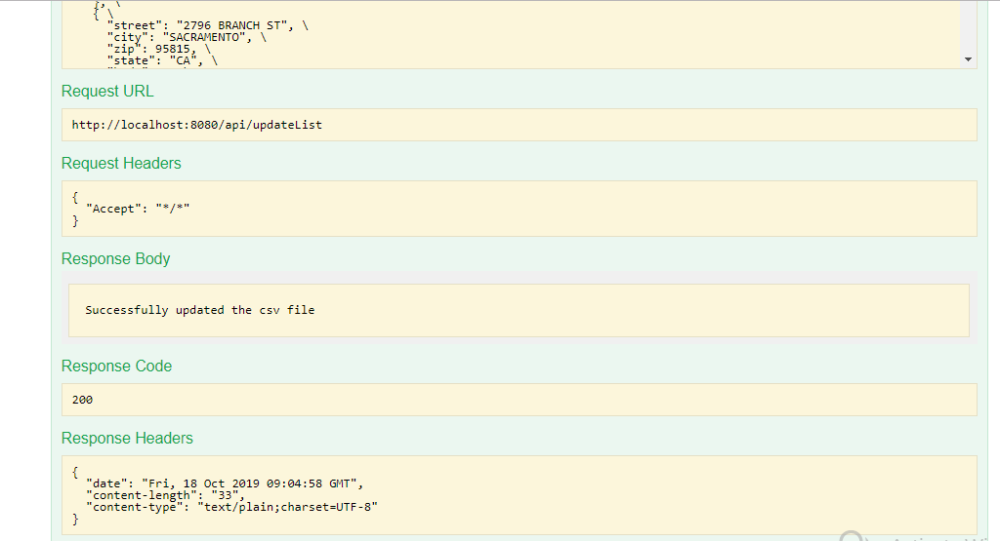 }, \
{ \
"street": "2796 BRANCH ST", \
"city": "SACRAMENTO", \
"zip": 95815, \
"state": "CA", \
Request URL
http://localhost:8080/api/updateList
Request Headers
{
"Accept": "*/*"
}
Response Body
Successfully updated the csv file
Response Code
200
Response Headers
{
"date": "Fri, 18 Oct 2019 09:04:58 GMT",
"content-length": "33",
"content-type": "text/plain;charset=UTF-8"
}